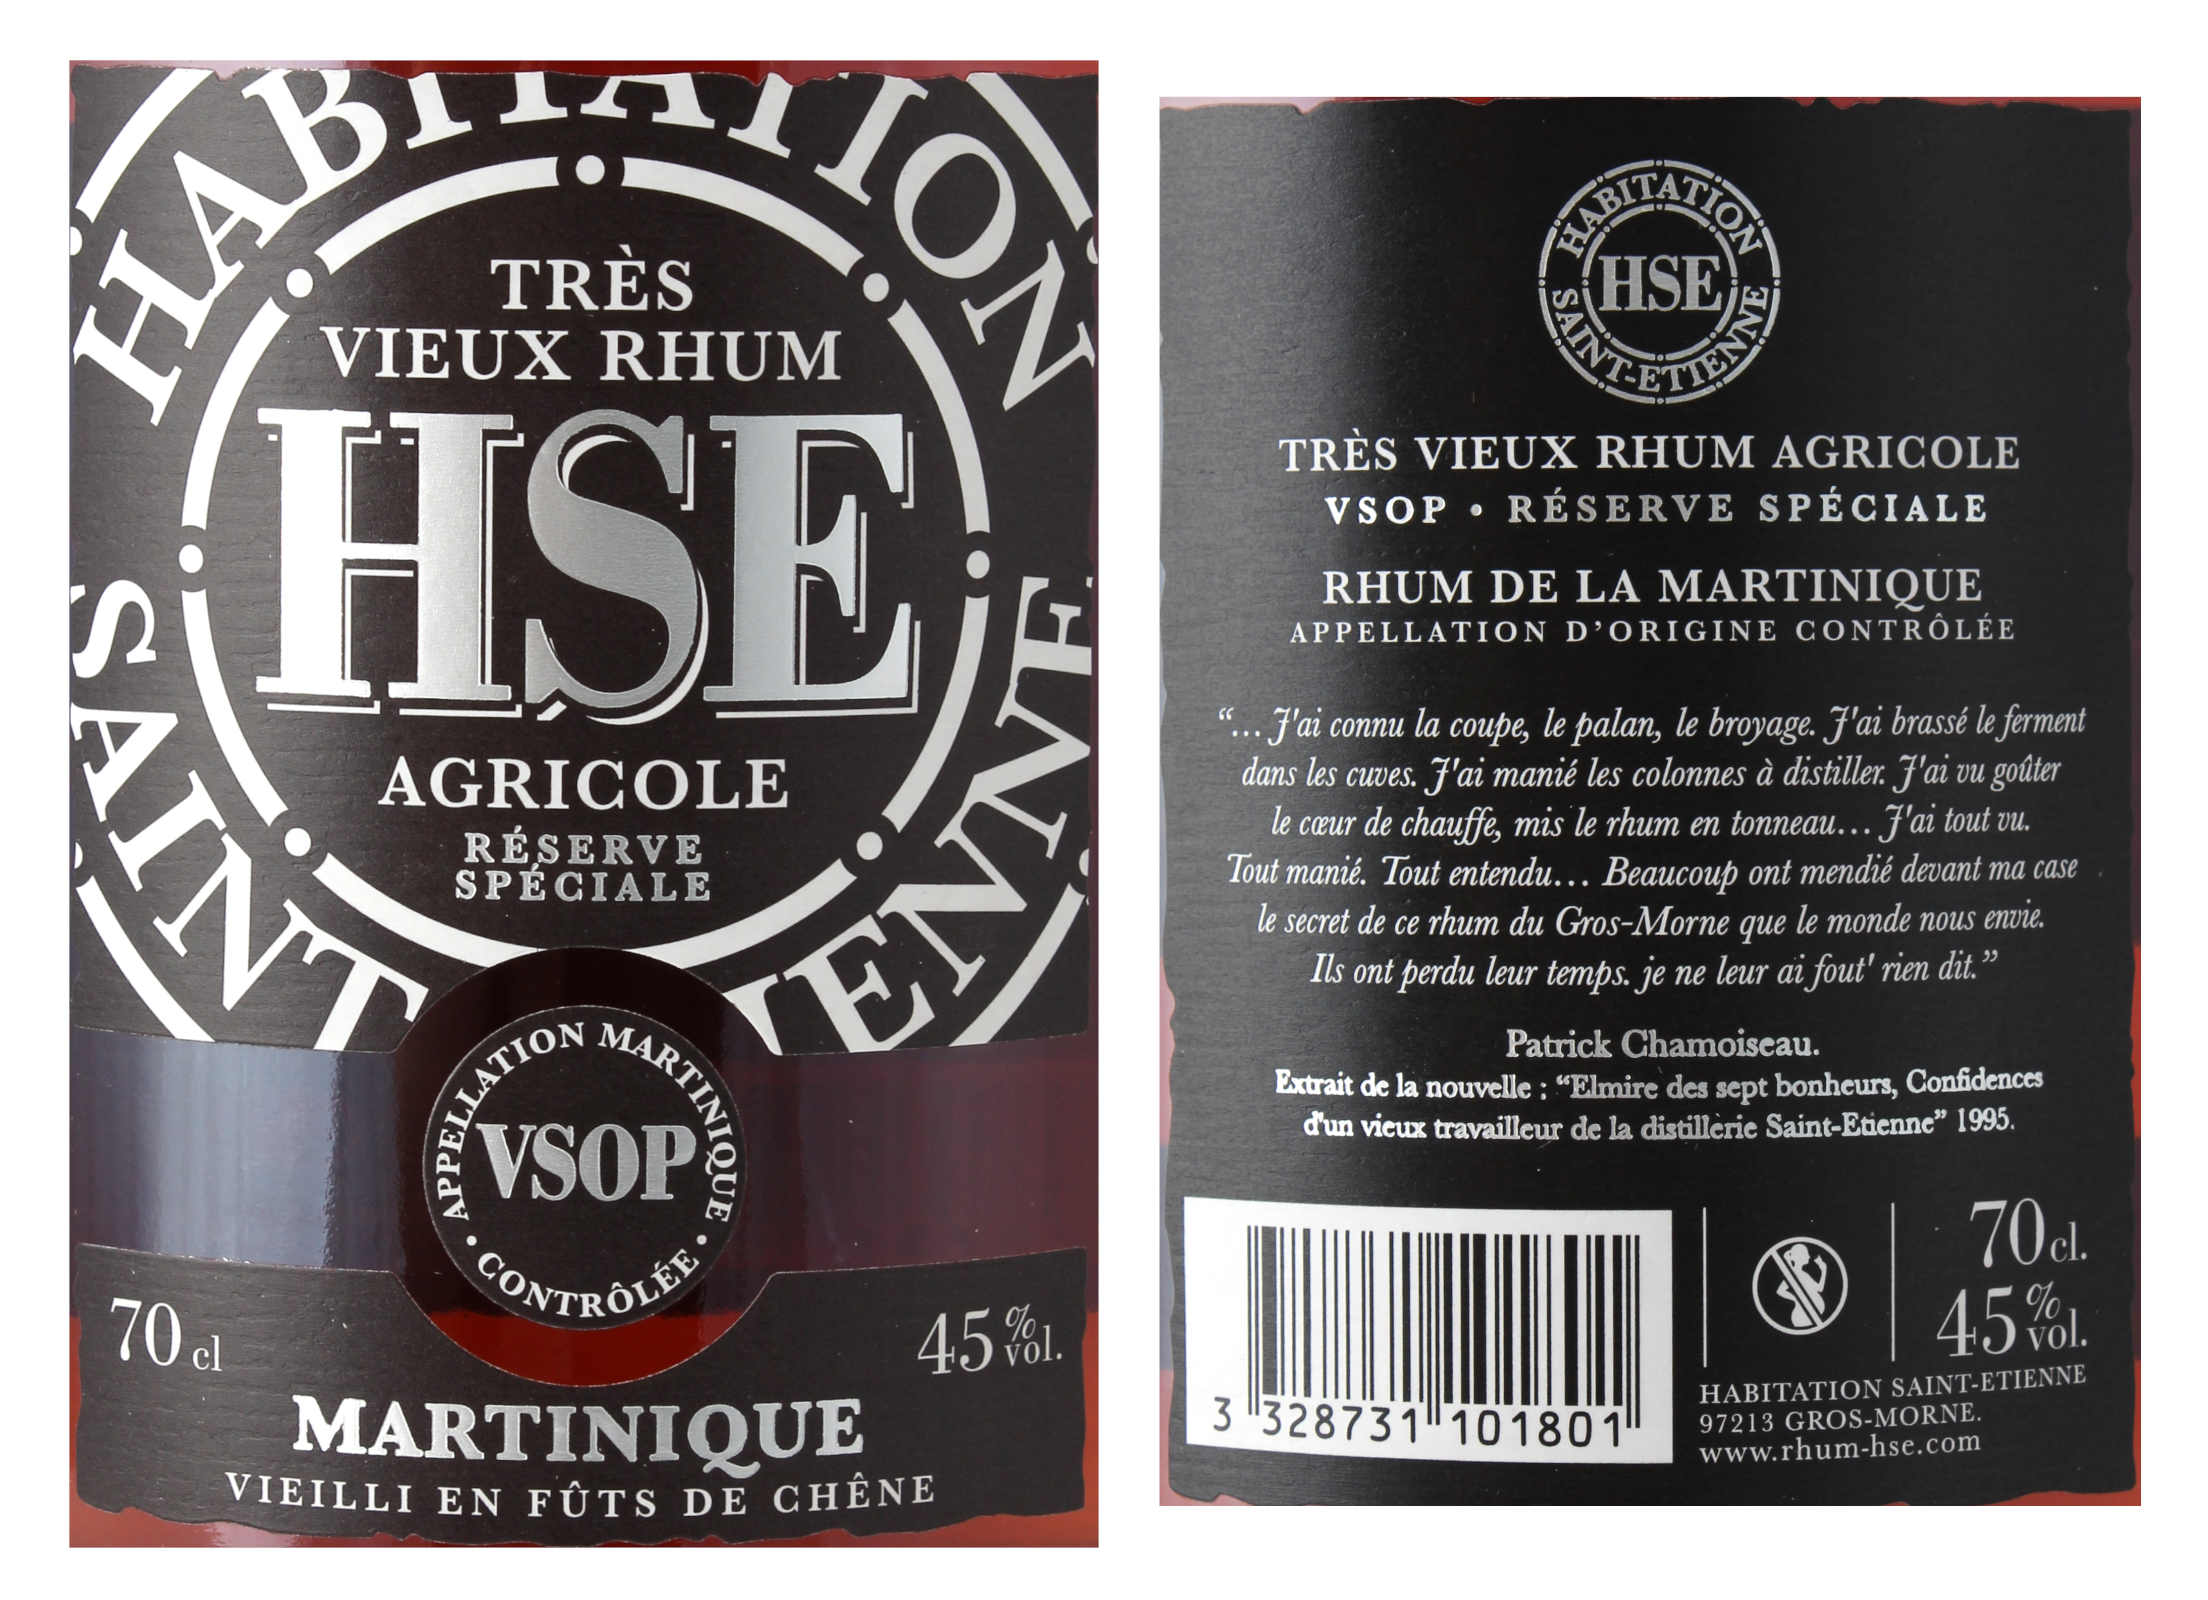 HABITATION
SAINT ETIENNE
TRÈS
VIEUX RHUM
HSE
AGRICOLE
RÉSERVE
SPÉCIALE
APPELLATION MARTINIQUE
VSOP
• CONTRÔLÉE •
70 cl
45 % vol.
MARTINIQUE
VIEILLI EN FÛTS DE CHÊNE
HABITATION
HSE
SAINT-ETIENNE
TRÈS VIEUX RHUM AGRICOLE
VSOP • RÉSERVE SPÉCIALE
RHUM DE LA MARTINIQUE
APPELLATION D'ORIGINE CONTRÔLÉE
“... J'ai connu la coupe, le palan, le broyage. J'ai brassé le ferment
dans les cuves. J'ai manié les colonnes à distiller. J'ai vu goûter
le cœur de chauffe, mis le rhum en tonneau... J'ai tout vu.
Tout manié. Tout entendu... Beaucoup ont mendié devant ma case
le secret de ce rhum du Gros-Morne que le monde nous envie.
Ils ont perdu leur temps. je ne leur ai fout' rien dit.”
Patrick Chamoiseau.
Extrait de la nouvelle : “Elmire des sept bonheurs, Confidences
d'un vieux travailleur de la distillerie Saint-Etienne” 1995.
3 328731 101801
70 cl.
45 % vol.
HABITATION SAINT-ETIENNE
97213 GROS-MORNE.
www.rhum-hse.com